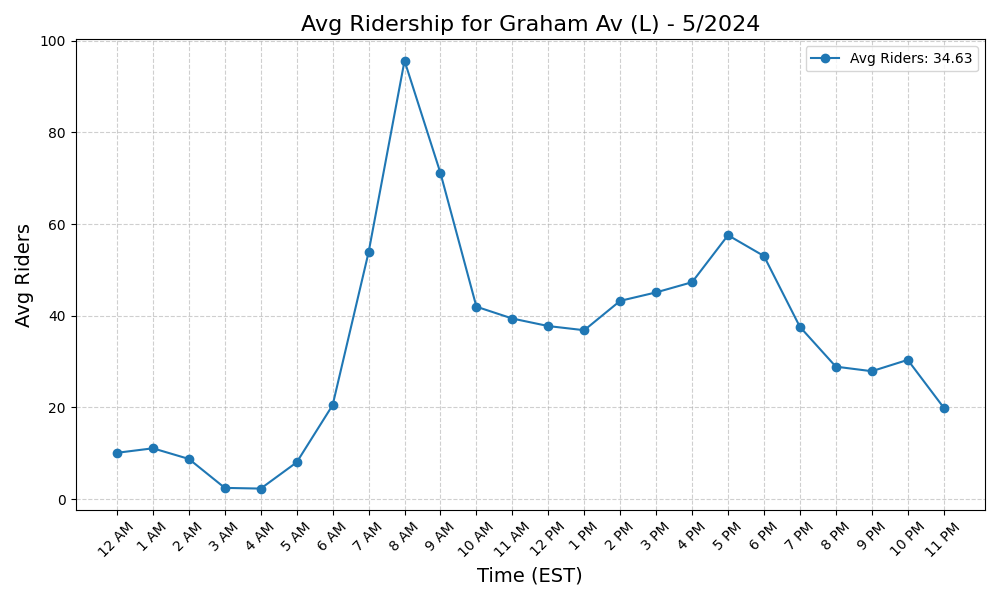 Avg Ridership for Graham Av (L) - 5/2024
Avg Riders: 34.63
Avg Riders
100
80
60
40
20
0
12 AM
1 AM
2 AM
3 AM
4 AM
5 AM
6 AM
7 AM
8 AM
9 AM
10 AM
11 AM
12 PM
1 PM
2 PM
3 PM
4 PM
5 PM
6 PM
7 PM
8 PM
9 PM
10 PM
11 PM
Time (EST)